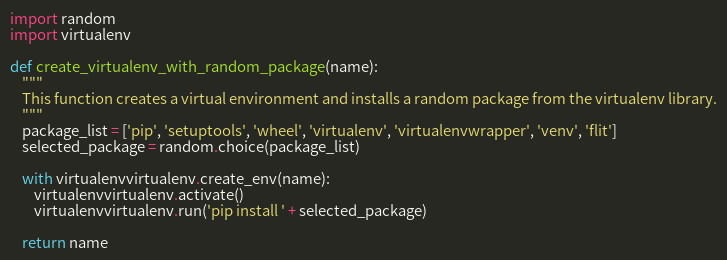 import random
import virtualenv

def create_virtualenv_with_random_package(name):
    """
    This function creates a virtual environment and installs a random package from the virtualenv library.
    """
    package_list = ['pip', 'setuptools', 'wheel', 'virtualenv', 'virtualenvwrapper', 'venv', 'flit']
    selected_package = random.choice(package_list)

    with virtualenvvirtualenv.create_env(name):
        virtualenvvirtualenv.activate()
        virtualenvvirtualenv.run('pip install ' + selected_package)

    return name